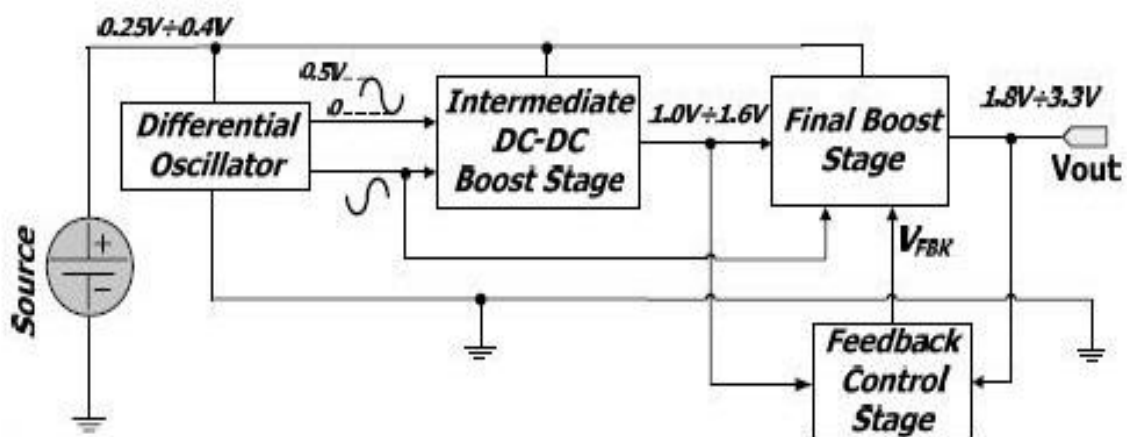 0.25V÷0.4V
0.5V
0
Differential
Oscillator
Intermediate
DC-DC
Boost Stage
1.0V÷1.6V
Final Boost
Stage
1.8V÷3.3V
Vout
Source
+
−
VFBK
Feedback
Control
Stage